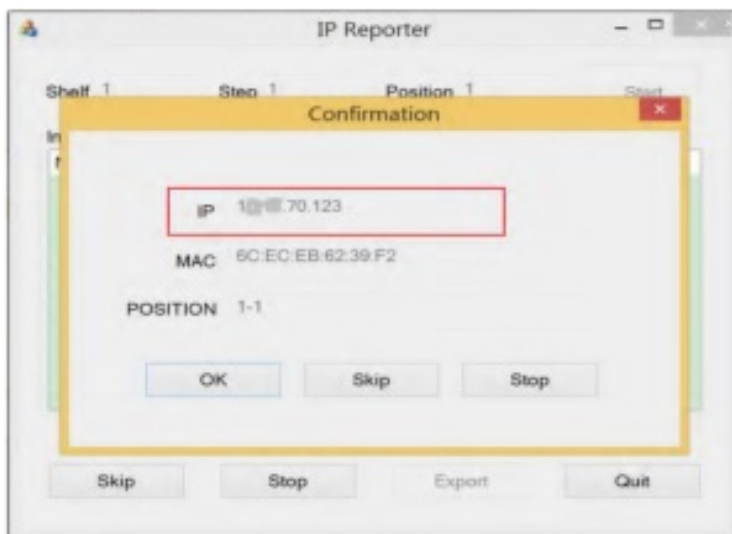 IP Reporter
Shelf 1 Step 1 Position 1 Start
Confirmation
IP .70.123
MAC 6C:EC:EB:62:39:F2
POSITION 1-1
OK Skip Stop
Skip Stop Export Quit